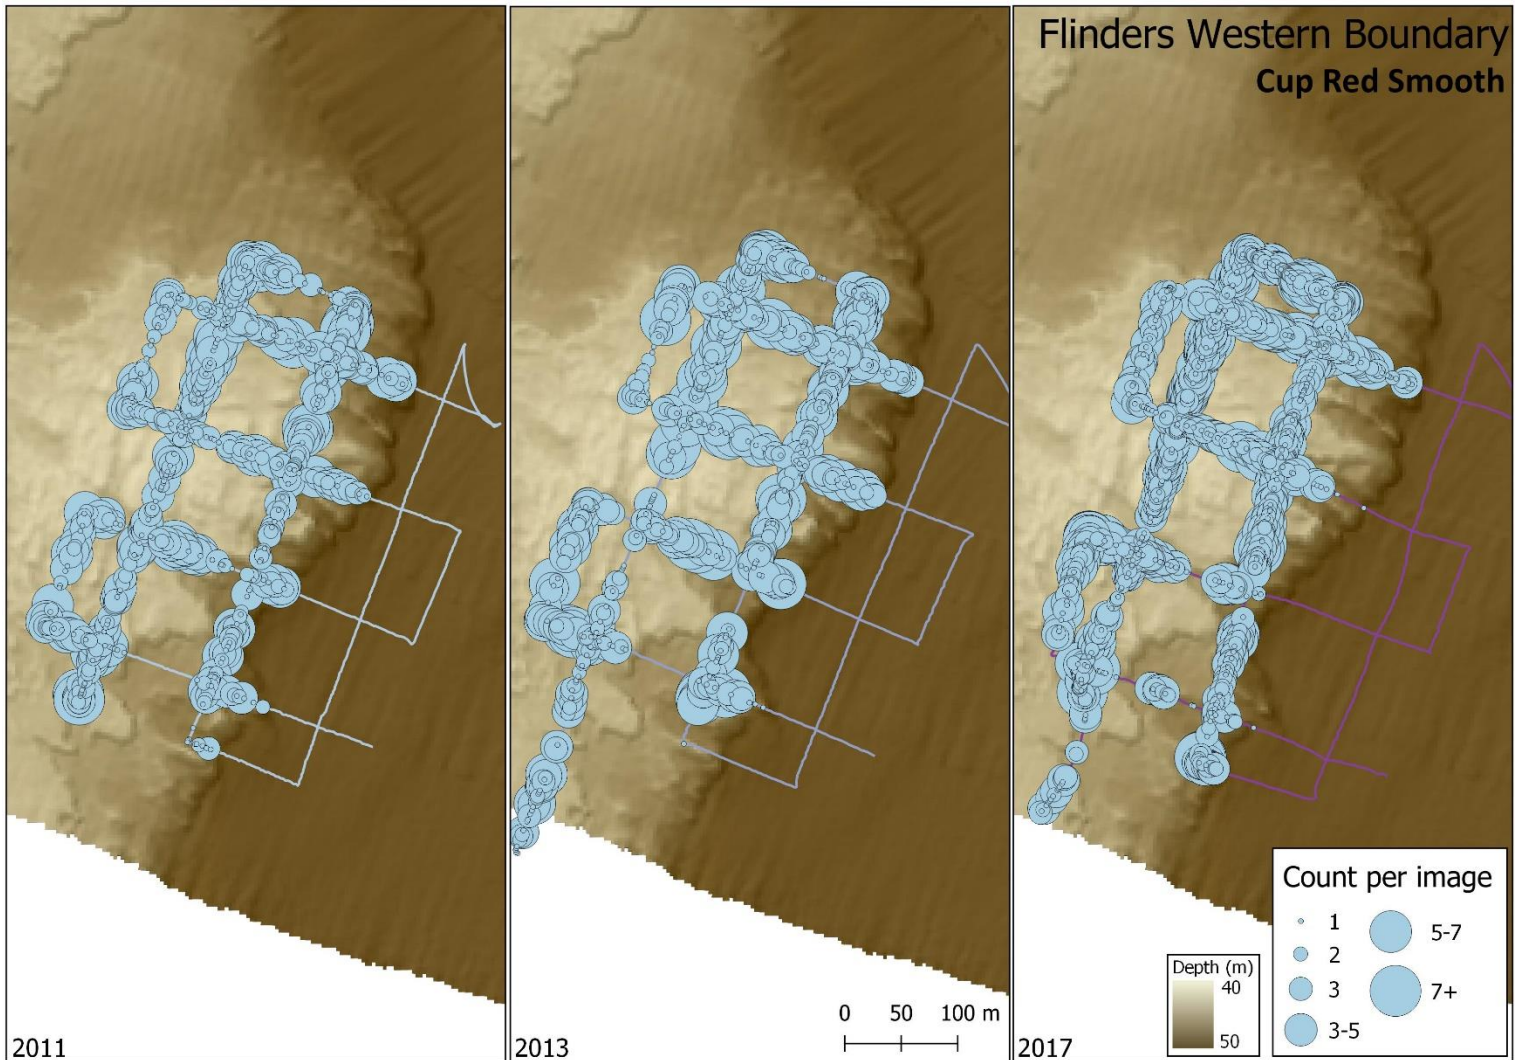 Flinders Western Boundary
Cup Red Smooth
2011
2013
0 50 100 m
2017
Depth (m)
40
50
Count per image
1
2
3
3-5
5-7
7+